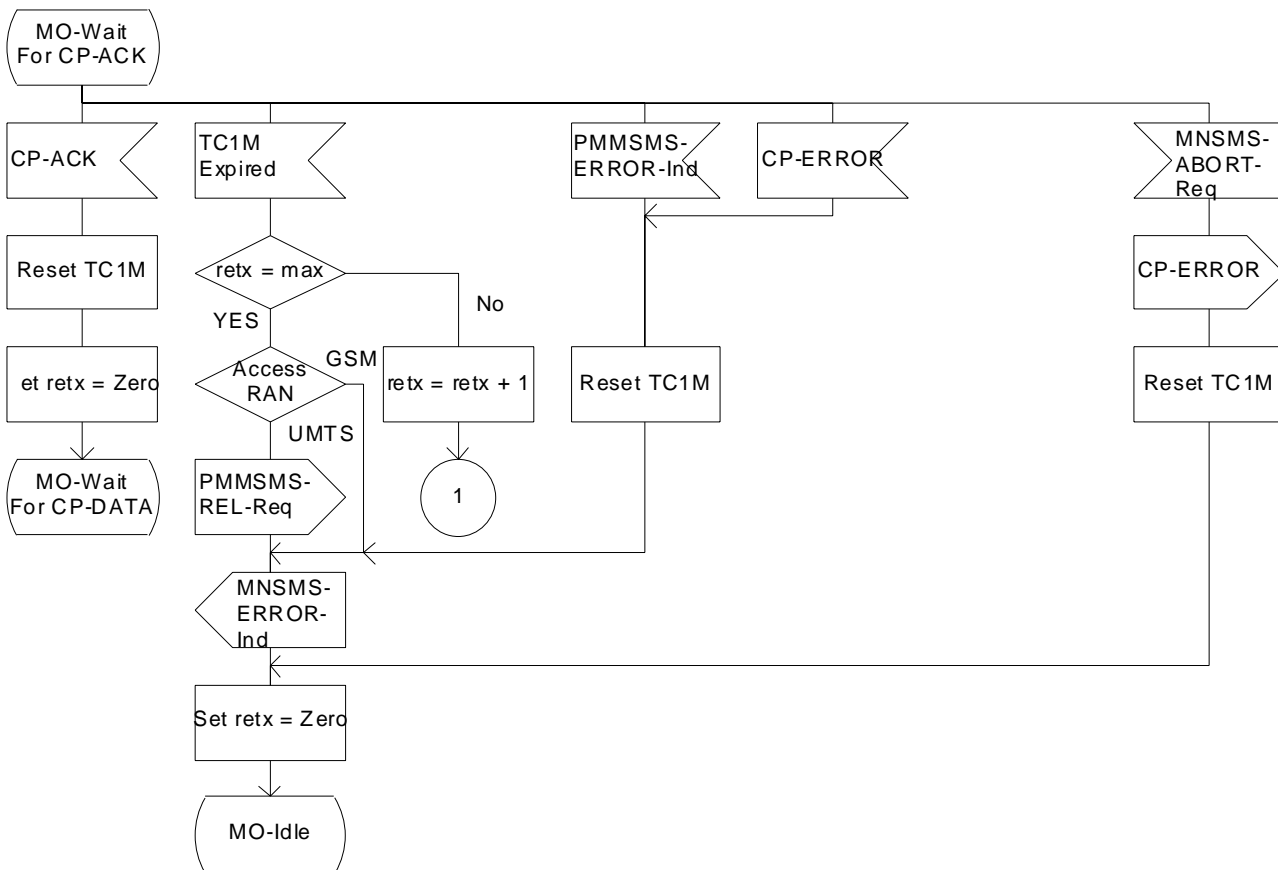 MO-Wait
For CP-ACK
CP-ACK
TC1M
Expired
PMMSMS-
ERROR-Ind
CP-ERROR
MNSMS-
ABORT-
Req
Reset TC1M
retx = max
No
CP-ERROR
YES
et retx = Zero
Access
RAN
GSM
UMTS
retx = retx + 1
Reset TC1M
Reset TC1M
MO-Wait
For CP-DATA
PMMSMS-
REL-Req
1
MNSMS-
ERROR-
Ind
Set retx = Zero
MO-Idle